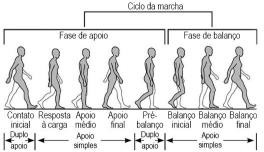 Ciclo da marcha
Fase de apoio Fase de balanço
Contato inicial Resposta à carga Apoio médio Apoio final Pré-balanço Balanço inicial Balanço médio Balanço final
Duplo apoio Apoio simples Duplo apoio Apoio simples